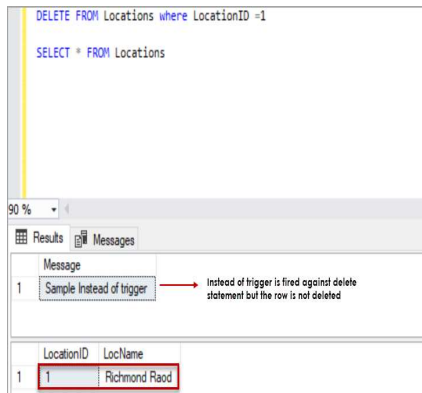 DELETE FROM Locations where LocationID =1
SELECT * FROM Locations
90 %
Results Messages
Message
1 Sample Instead of trigger
Instead of trigger is fired against delete
statement but the row is not deleted
LocationID LocName
1 1 Richmond Raod